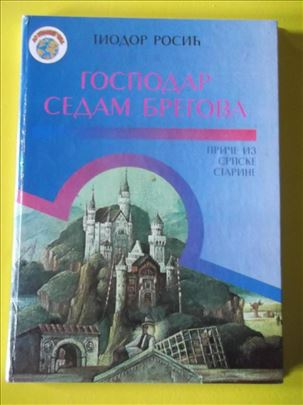 ТИОДОР РОСИЋ
ГОСПОДАР
СЕДАМ БРЕГОВА
ПРИЧЕ ИЗ
СРПСКЕ
СТАРИНЕ